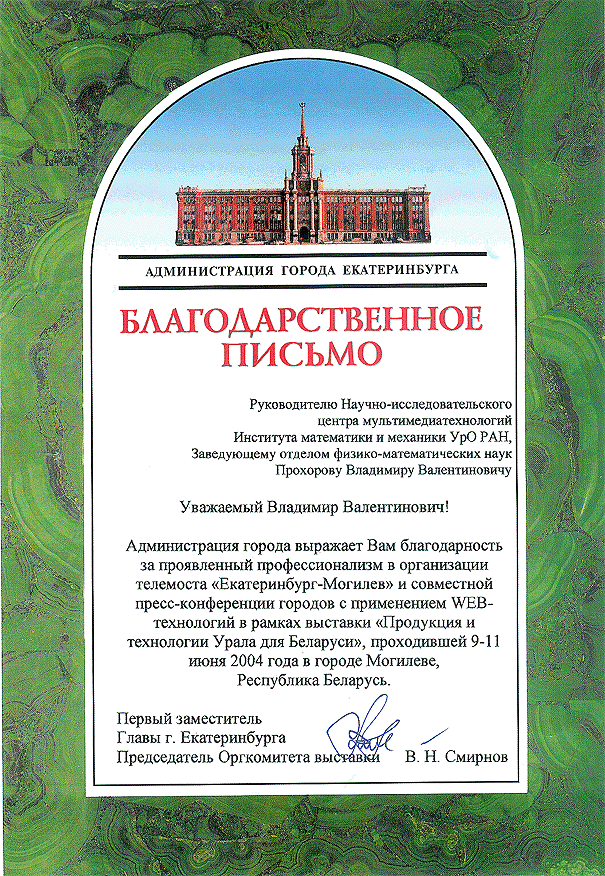 АДМИНИСТРАЦИЯ ГОРОДА ЕКАТЕРИНБУРГА
БЛАГОДАРСТВЕННОЕ
ПИСЬМО
Руководителю Научно-исследовательского
центра мультимедиатехнологий
Института математики и механики УрО РАН,
Заведующему отделом физико-математических наук
Прохорову Владимиру Валентиновичу
Уважаемый Владимир Валентинович!
Администрация города выражает Вам благодарность
за проявленный профессионализм в организации
телемоста «Екатеринбург-Могилев» и совместной
пресс-конференции городов с применением WEB-
технологий в рамках выставки «Продукция и
технологии Урала для Беларуси», проходившей 9-11
июня 2004 года в городе Могилеве,
Республика Беларусь.
Первый заместитель
Главы г. Екатеринбурга
Председатель Оргкомитета выставки В. Н. Смирнов